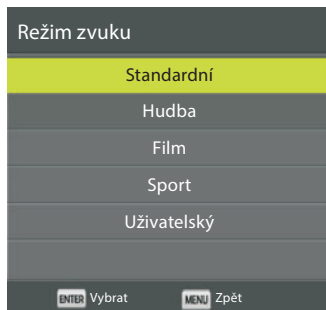 Režim zvuku
Standardní
Hudba
Film
Sport
Uživatelský
ENTER Vybrat MENU Zpět